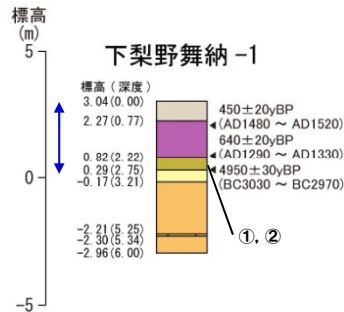 標高
(m)
5
下梨野舞納 -1
標高 ( 深度 )
3.04 (0.00)
2.27 (0.77)
0.82 (2.22)
0.29 (2.75)
-0.17 (3.21)
-2.21 (5.25)
-2.30 (5.34)
-2.96 (6.00)
450±20yBP
(AD1480 ～ AD1520)
640±20yBP
(AD1290 ～ AD1330)
4950±30yBP
(BC3030 ～ BC2970)
0
①, ②
-5